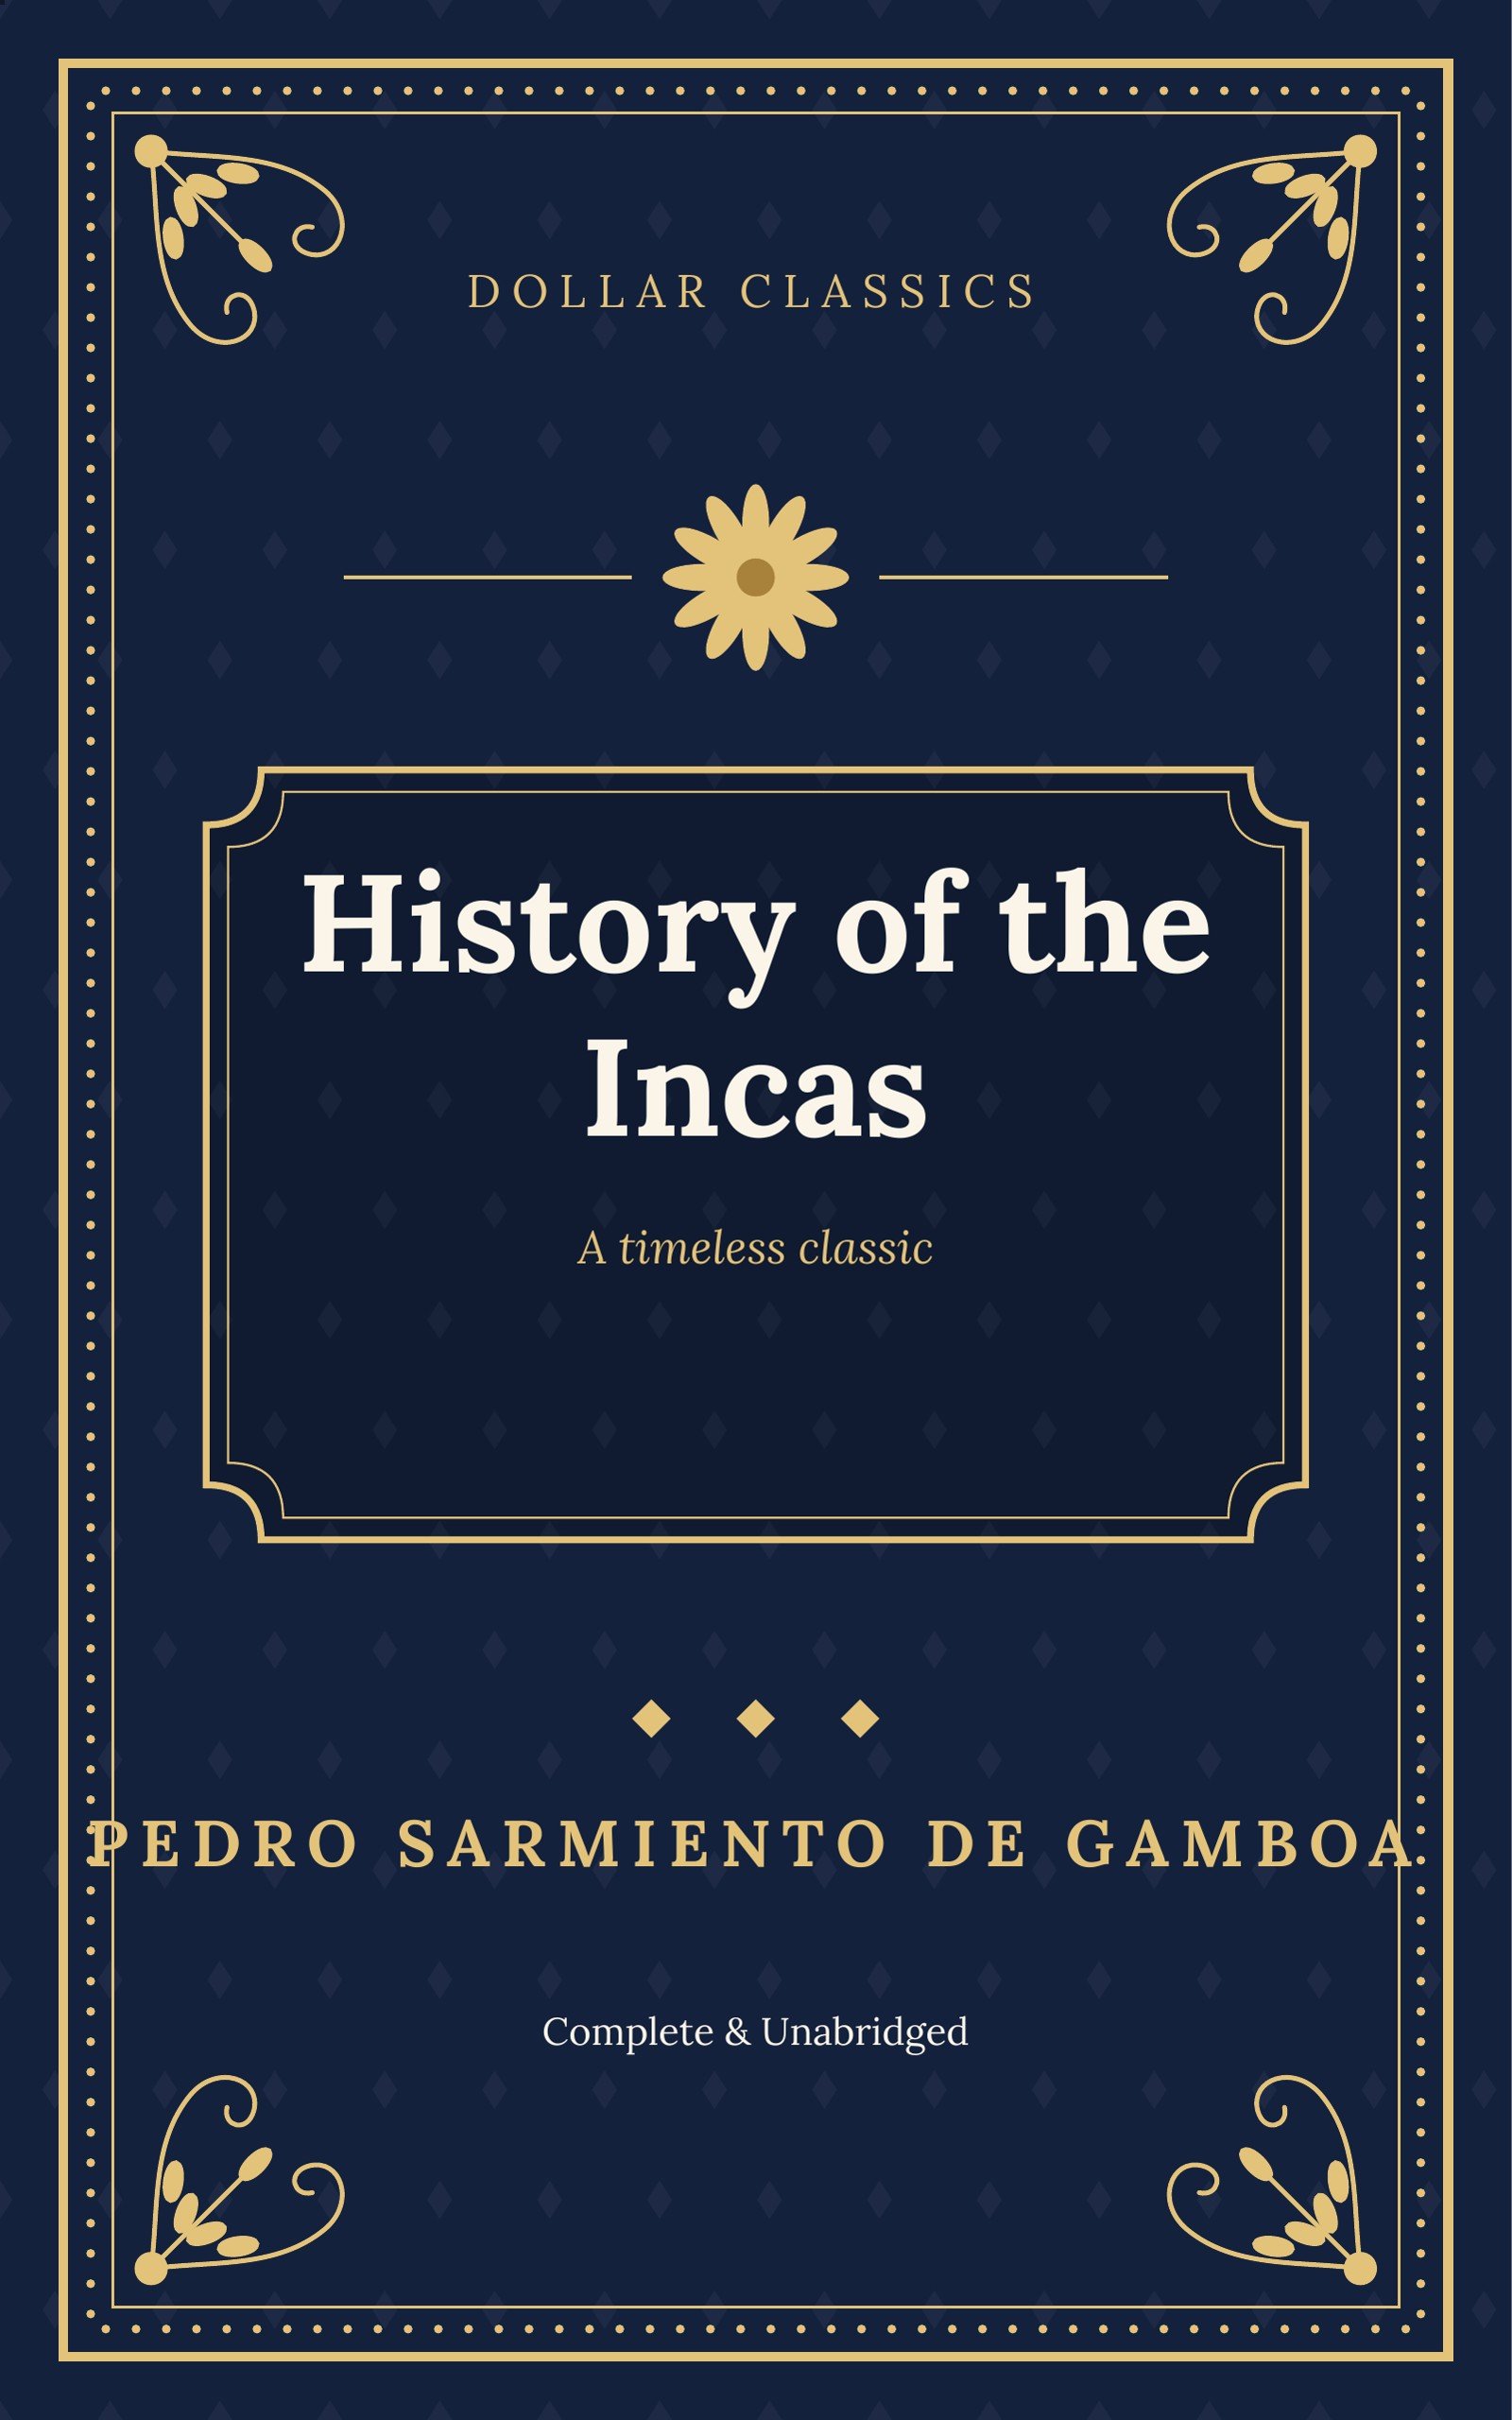 DOLLAR CLASSICS
History of the
Incas
A timeless classic
PEDRO SARMIENTO DE GAMBOA
Complete & Unabridged